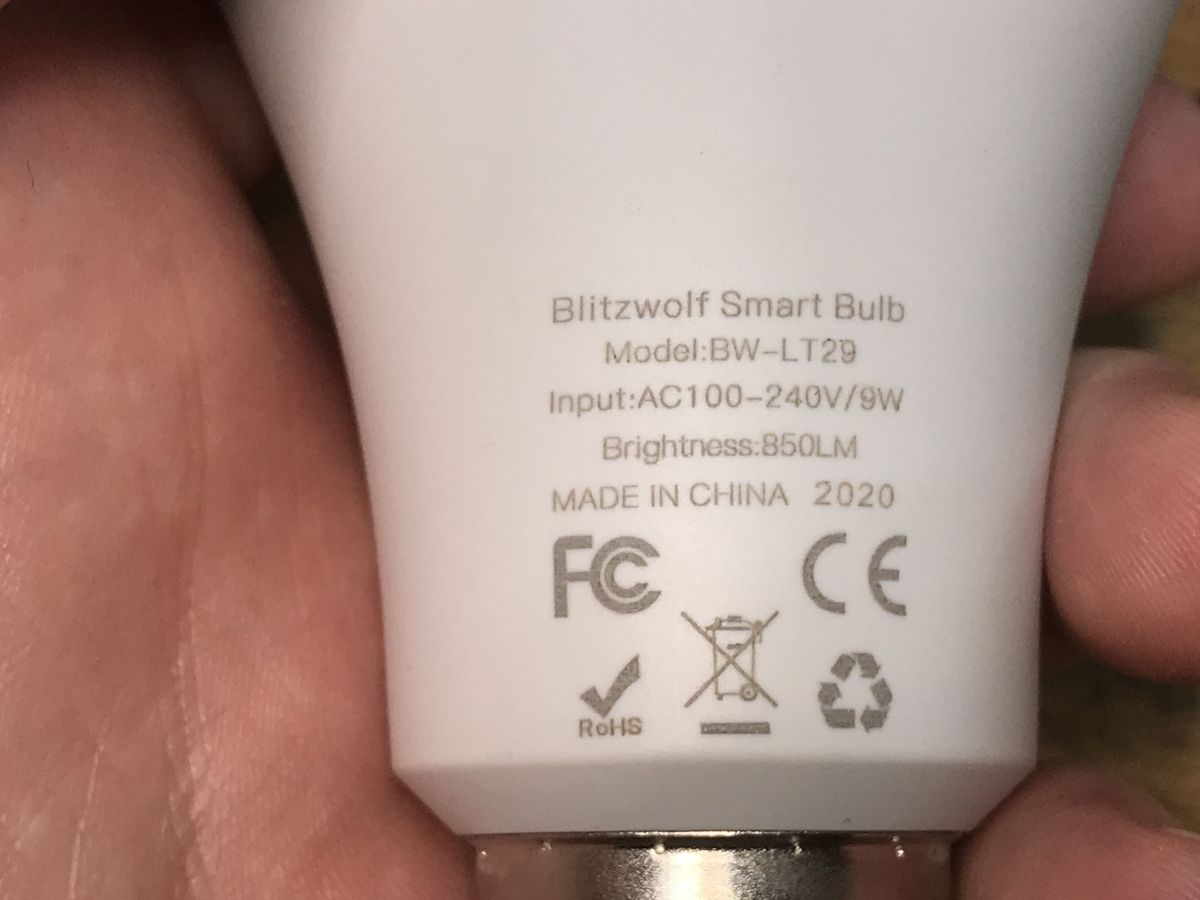 Blitzwolf Smart Bulb
Model:BW-LT29
Input:AC100-240V/9W
Brightness:850LM
MADE IN CHINA 2020
FC CE
RoHS